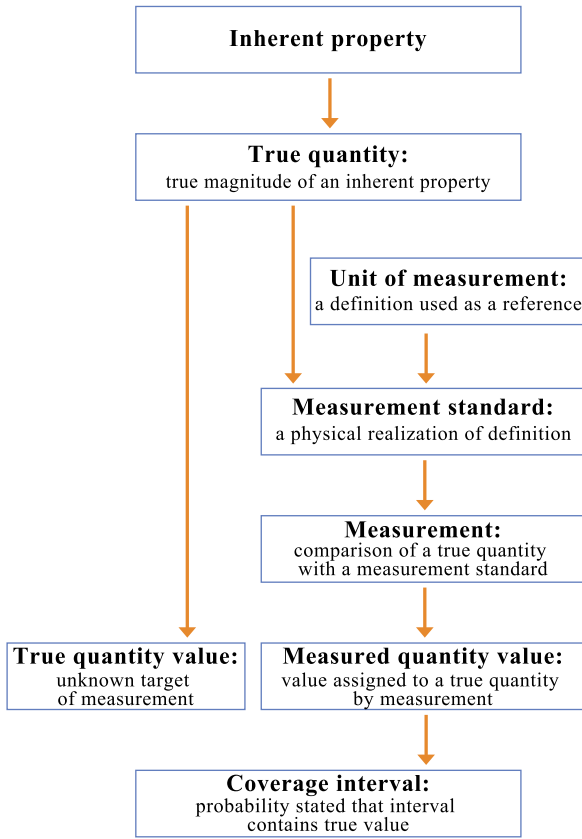 Inherent property
True quantity:
true magnitude of an inherent property
Unit of measurement:
a definition used as a reference
Measurement standard:
a physical realization of definition
Measurement:
comparison of a true quantity
with a measurement standard
True quantity value:
unknown target
of measurement
Measured quantity value:
value assigned to a true quantity
by measurement
Coverage interval:
probability stated that interval
contains true value